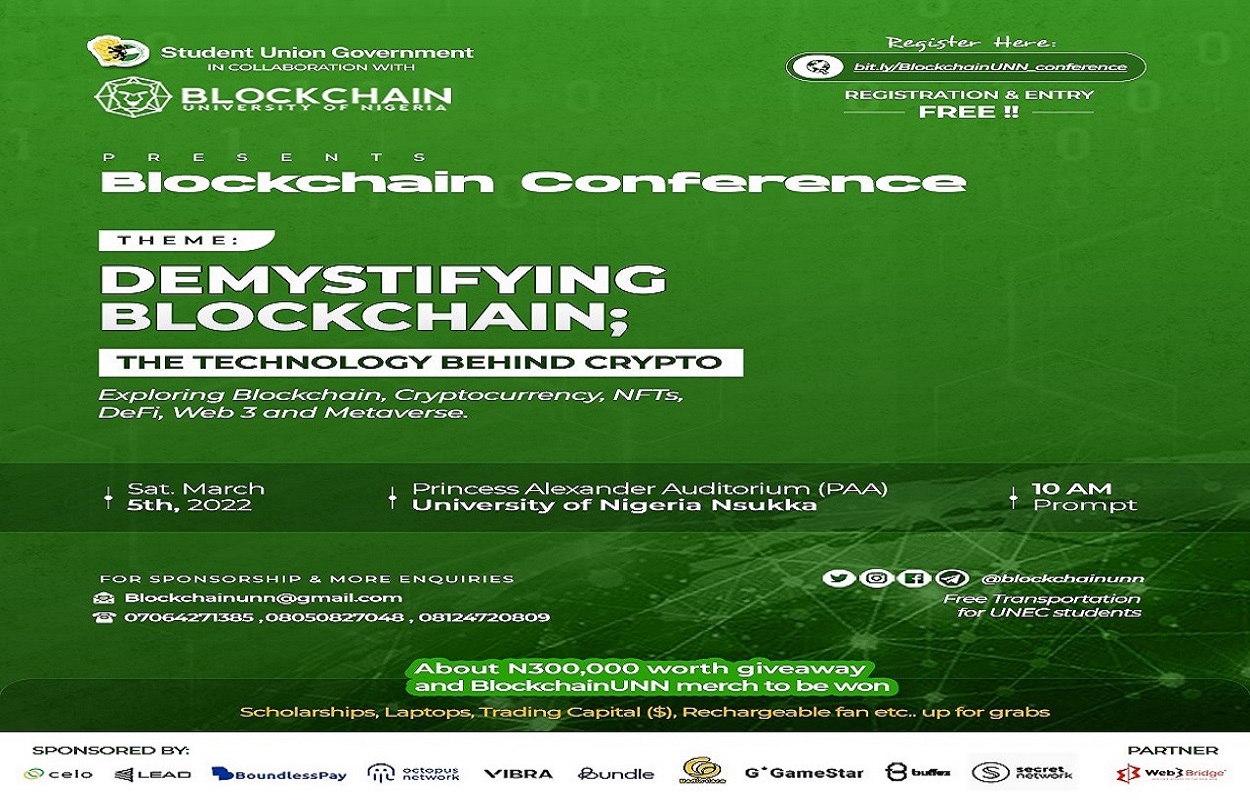 Student Union Government
IN COLLABORATION WITH
BLOCKCHAIN
UNIVERSITY OF NIGERIA
Register Here:
bit.ly/BlockchainUNN_conference
REGISTRATION & ENTRY
FREE !!
PRESENTS
Blockchain Conference
THEME:
DEMYSTIFYING
BLOCKCHAIN;
THE TECHNOLOGY BEHIND CRYPTO
Exploring Blockchain, Cryptocurrency, NFTs,
DeFi, Web 3 and Metaverse.
Sat. March
5th, 2022
Princess Alexander Auditorium (PAA)
University of Nigeria Nsukka
10 AM
Prompt
FOR SPONSORSHIP & MORE ENQUIRIES
Blockchainunn@gmail.com
07064271385 ,08050827048 , 08124720809
@blockchainunn
Free Transportation
for UNEC students
About N300,000 worth giveaway
and BlockchainUNN merch to be won
Scholarships, Laptops, Trading Capital ($), Rechargeable fan etc.. up for grabs
SPONSORED BY:
celo
LEAD
BoundlessPay
octopus
network
VIBRA
Bundle
GameStar
buffez
secret
network
PARTNER
Web3Bridge